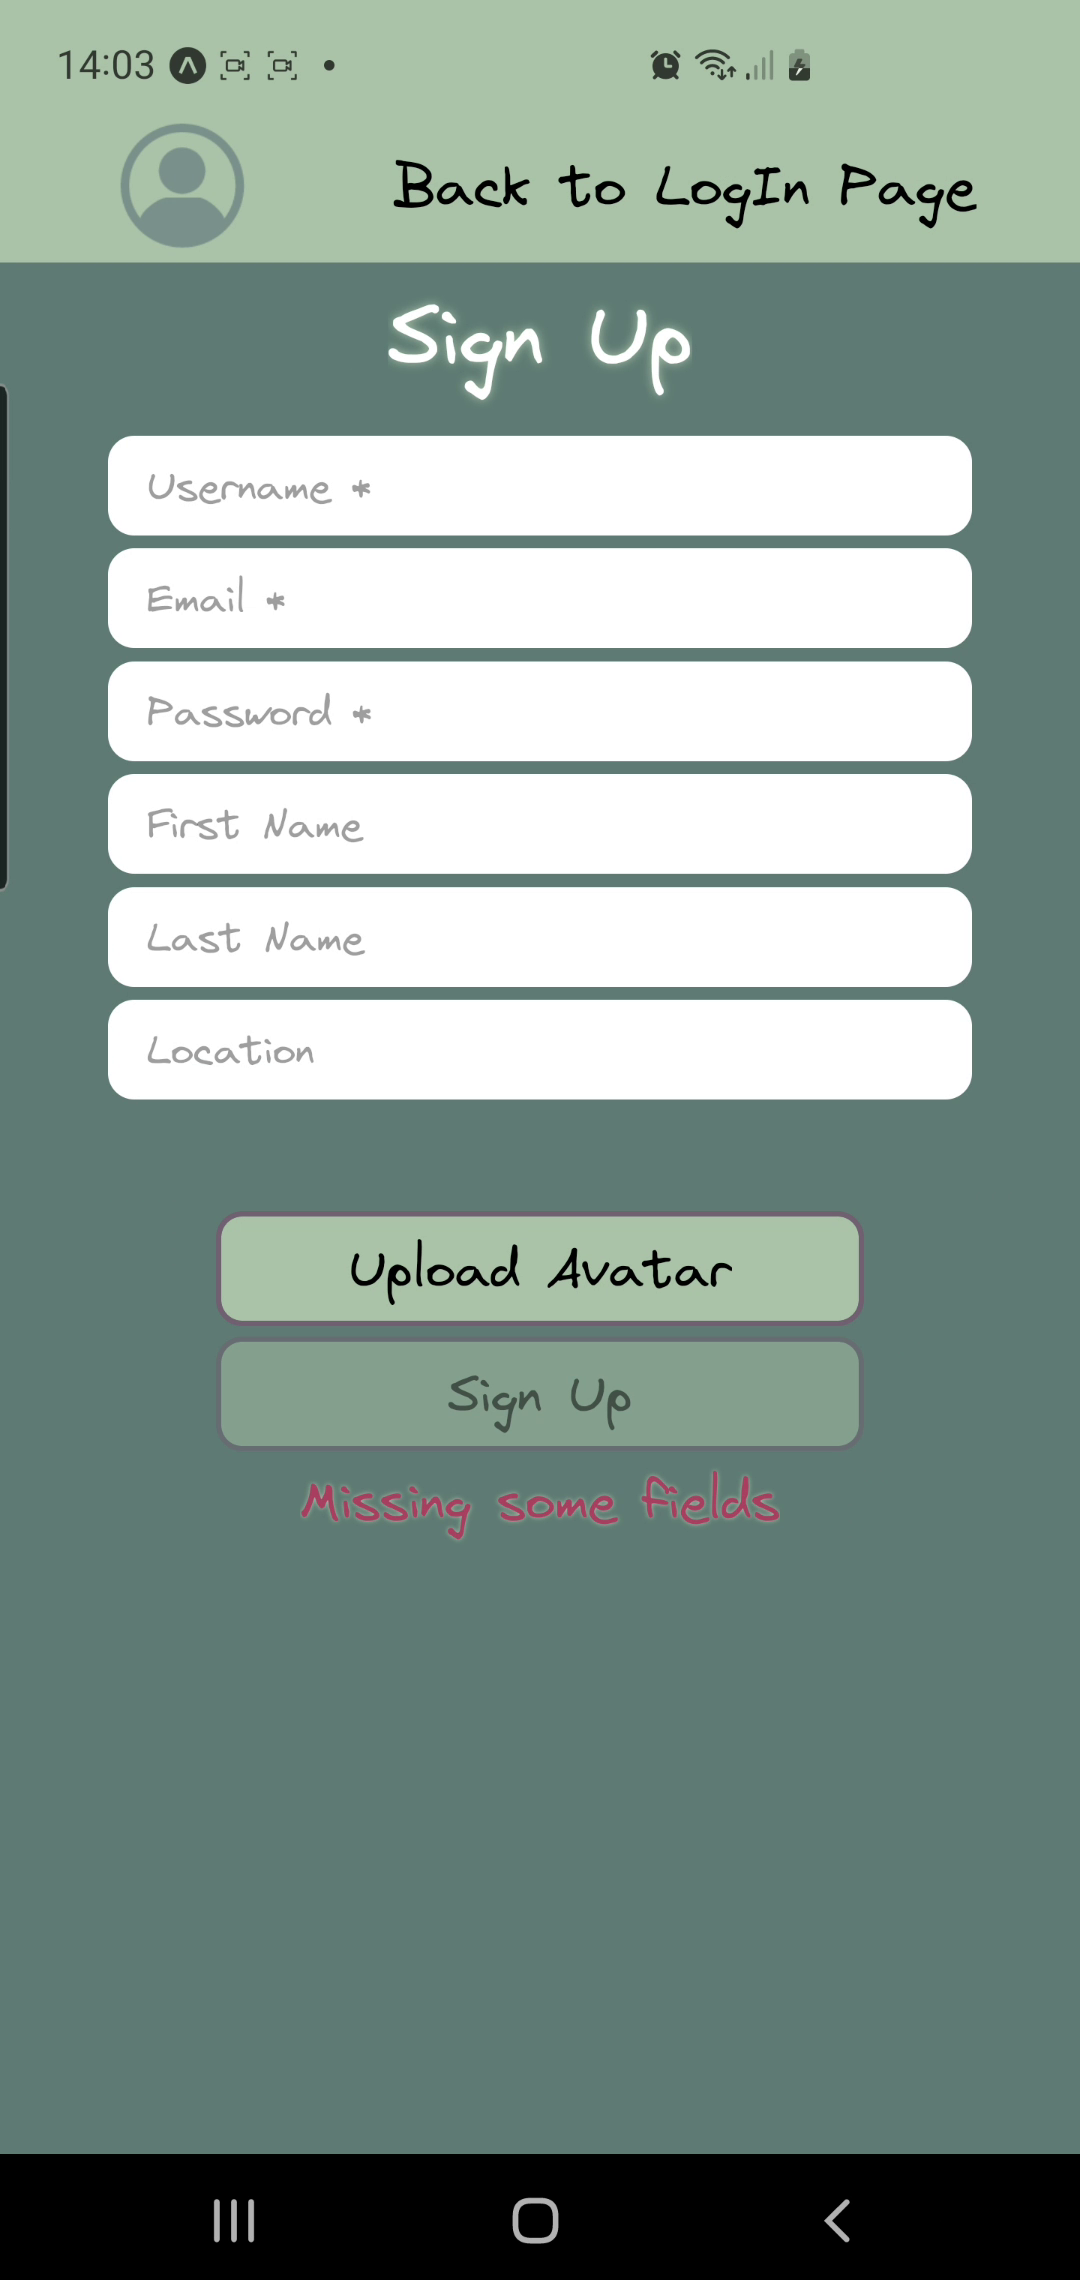 14:03
Back to LogIn Page
Sign Up
Username *
Email *
Password *
First Name
Last Name
Location
Upload Avatar
Sign Up
Missing some fields